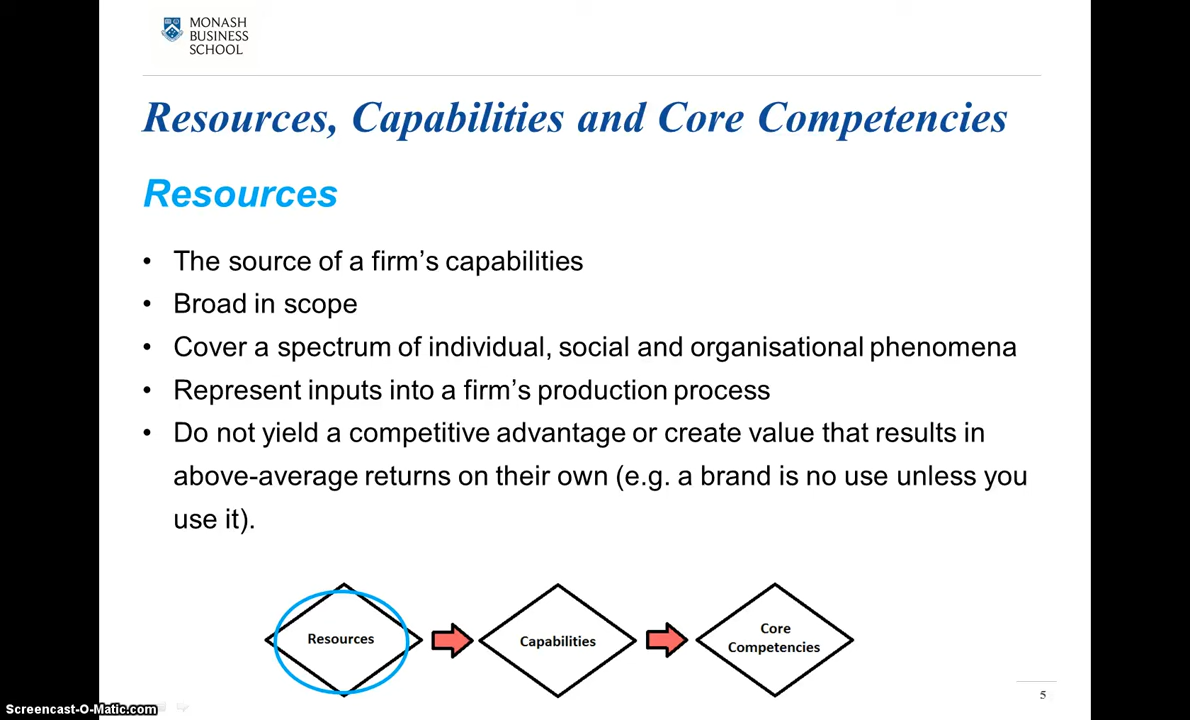 MONASH
BUSINESS
SCHOOL
Resources, Capabilities and Core Competencies
Resources
• The source of a firm’s capabilities
• Broad in scope
• Cover a spectrum of individual, social and organisational phenomena
• Represent inputs into a firm’s production process
• Do not yield a competitive advantage or create value that results in
above-average returns on their own (e.g. a brand is no use unless you
use it).
Resources
Capabilities
Core
Competencies
5
Screencast-O-Matic.com